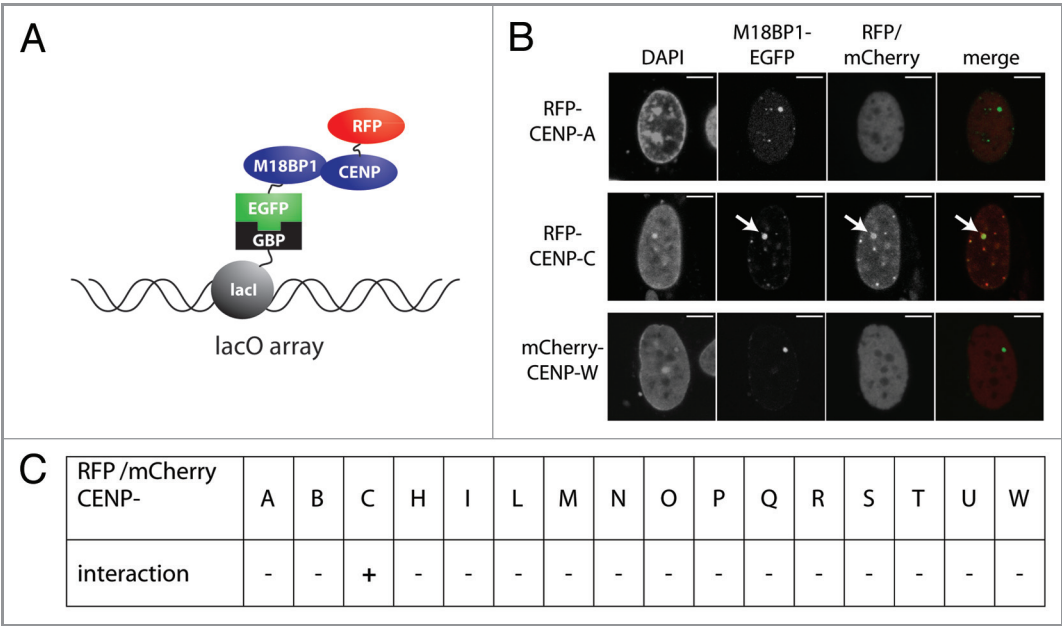 A
RFP
M18BP1
CENP
EGFP
GBP
lacI
lacO array
B
DAPI
M18BP1-
EGFP
RFP/
mCherry
merge
RFP-
CENP-A
RFP-
CENP-C
mCherry-
CENP-W
C
RFP /mCherry
CENP-
A B C H I L M N O P Q R S T U W
interaction - - + - - - - - - - - - - - - -